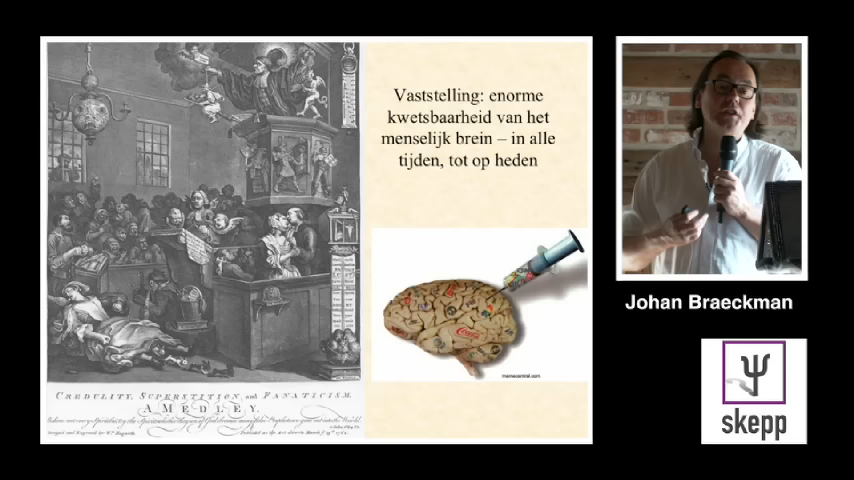 Vaststelling: enorme
kwetsbaarheid van het
menselijk brein – in alle
tijden, tot op heden
Coca
memecentral.com
CREDULITY, SUPERSTITION, and FANATICISM.
A MEDLEY.
Johan Braeckman
skepp